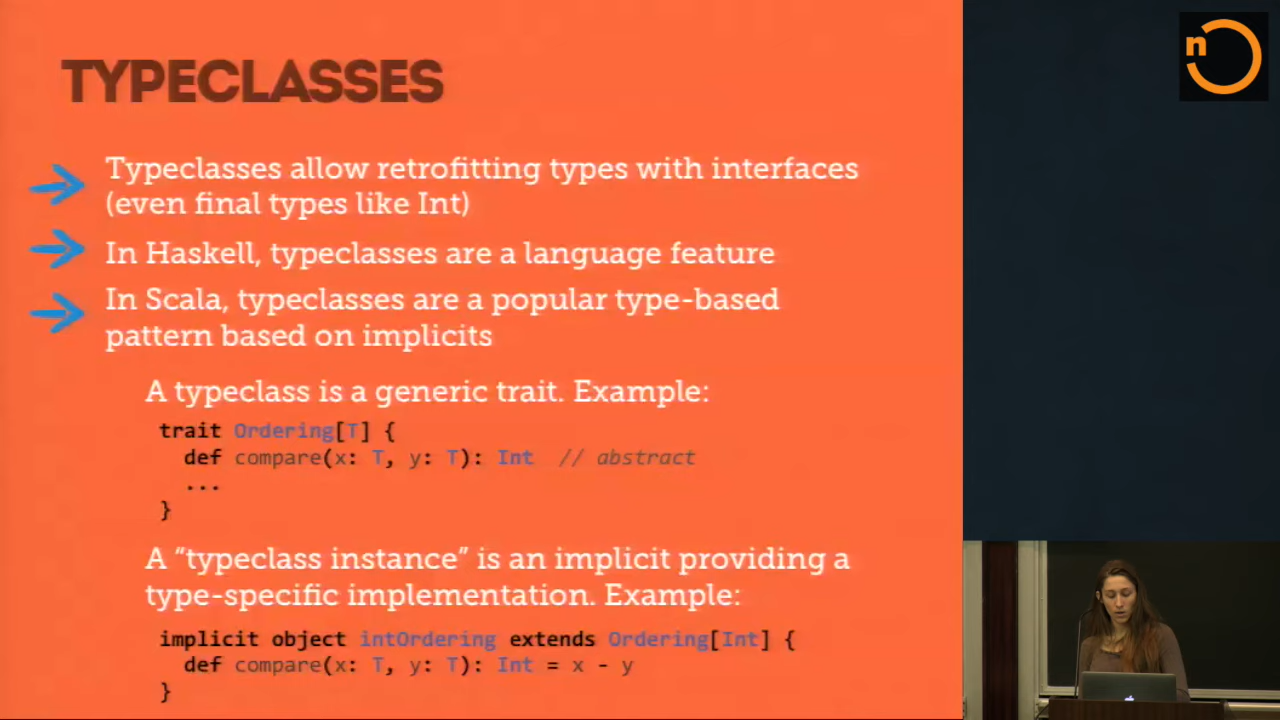 TYPECLASSES
Typeclasses allow retrofitting types with interfaces
(even final types like Int)
In Haskell, typeclasses are a language feature
In Scala, typeclasses are a popular type-based
pattern based on implicits
A typeclass is a generic trait. Example:
trait Ordering[T] {
def compare(x: T, y: T): Int // abstract
...
}
A “typeclass instance” is an implicit providing a
type-specific implementation. Example:
implicit object intOrdering extends Ordering[Int] {
def compare(x: T, y: T): Int = x - y
}
n